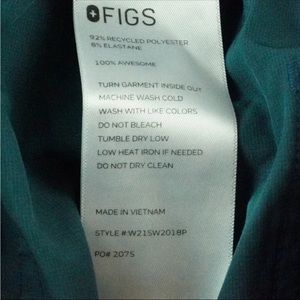 FIGS
92% RECYCLED POLYESTER
8% ELASTANE
100% AWESOME
TURN GARMENT INSIDE OUT
MACHINE WASH COLD
WASH WITH LIKE COLORS
DO NOT BLEACH
TUMBLE DRY LOW
LOW HEAT IRON IF NEEDED
DO NOT DRY CLEAN
MADE IN VIETNAM
STYLE #:W21SW2018P
PO# 2075